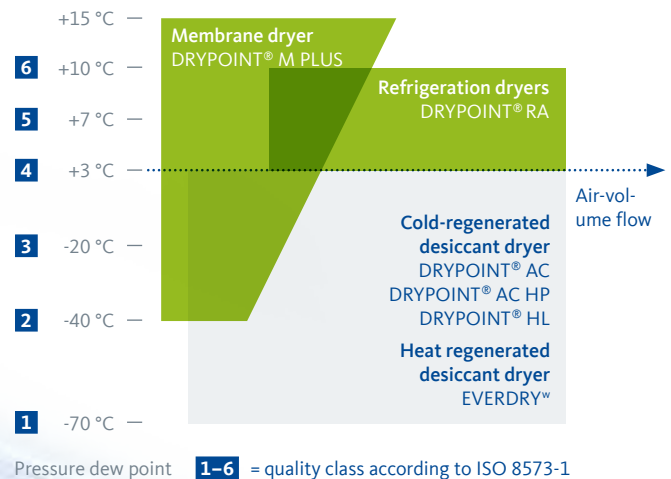 +15 °C
Membrane dryer
DRYPOINT® M PLUS
6 +10 °C
Refrigeration dryers
DRYPOINT® RA
5 +7 °C
4 +3 °C
Air-vol-
ume flow
Cold-regenerated
desiccant dryer
DRYPOINT® AC
DRYPOINT® AC HP
DRYPOINT® HL
3 -20 °C
2 -40 °C
Heat regenerated
desiccant dryer
EVERDRYʷ
1 -70 °C
Pressure dew point 1–6 = quality class according to ISO 8573-1